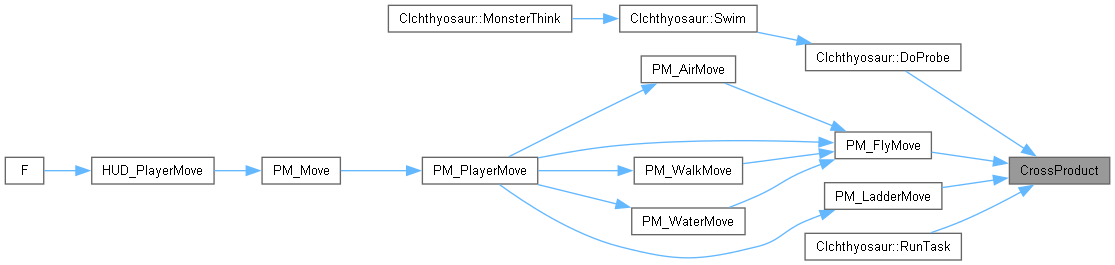 CIchthyosaur::MonsterThink
CIchthyosaur::Swim
CIchthyosaur::DoProbe
PM_AirMove
PM_FlyMove
F
HUD_PlayerMove
PM_Move
PM_PlayerMove
PM_WalkMove
CrossProduct
PM_LadderMove
PM_WaterMove
CIchthyosaur::RunTask